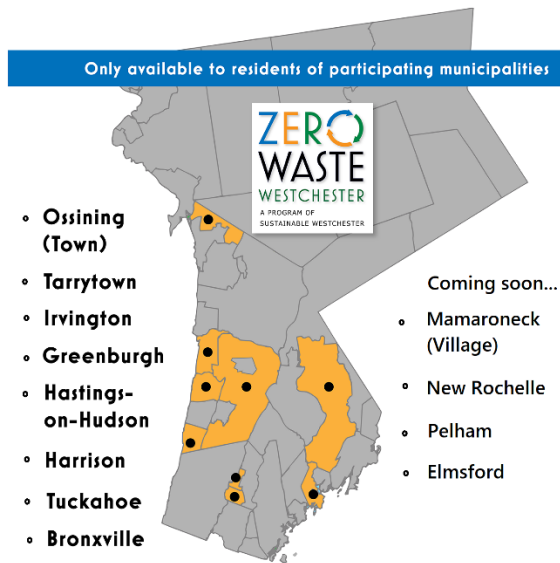 Only available to residents of participating municipalities
ZERO
WASTE
WESTCHESTER
A PROGRAM OF
SUSTAINABLE WESTCHESTER
Ossining
(Town)
Tarrytown
Irvington
Greenburgh
Hastings-
on-Hudson
Harrison
Tuckahoe
Bronxville
Coming soon...
Mamaroneck
(Village)
New Rochelle
Pelham
Elmsford